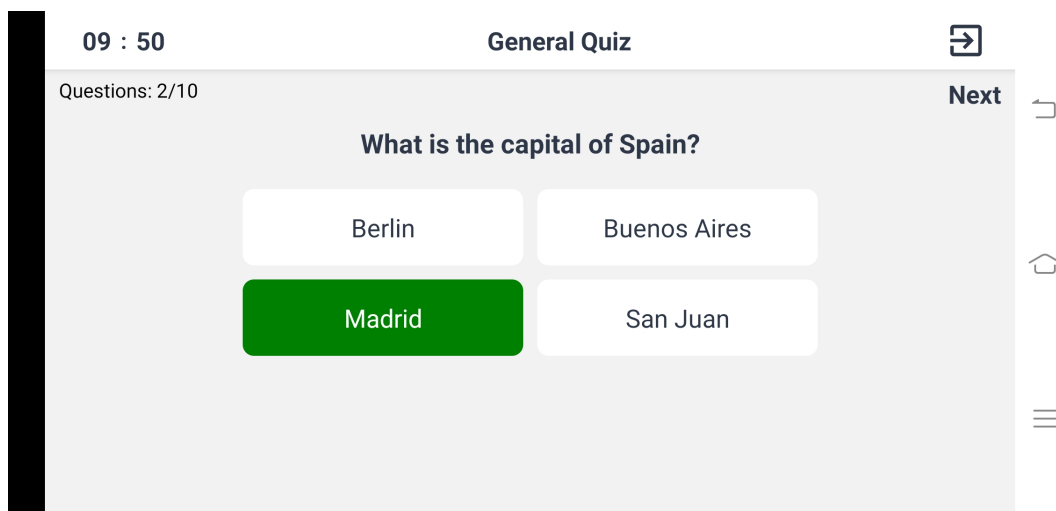 09 : 50 General Quiz
Questions: 2/10 Next
What is the capital of Spain?
Berlin Buenos Aires
Madrid San Juan